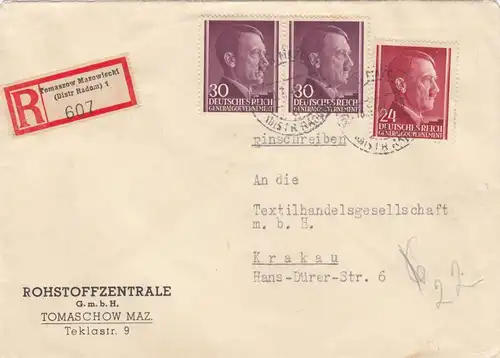 R
Tomaszow Mazowiecki
(Distr Radom) 1
607
30
DEUTSCHES REICH
GENERALGOUVERNEMENT
30
DEUTSCHES REICH
GENERALGOUVERNEMENT
24
DEUTSCHES REICH
GENERALGOUVERNEMENT
Einschreiben
An die
Textilhandelsgesellschaft
m. b. H.
Krakau
Hans-Dürer-Str. 6
22
ROHSTOFFZENTRALE
G. m. b. H.
TOMASCHOW MAZ.
Teklastr. 9